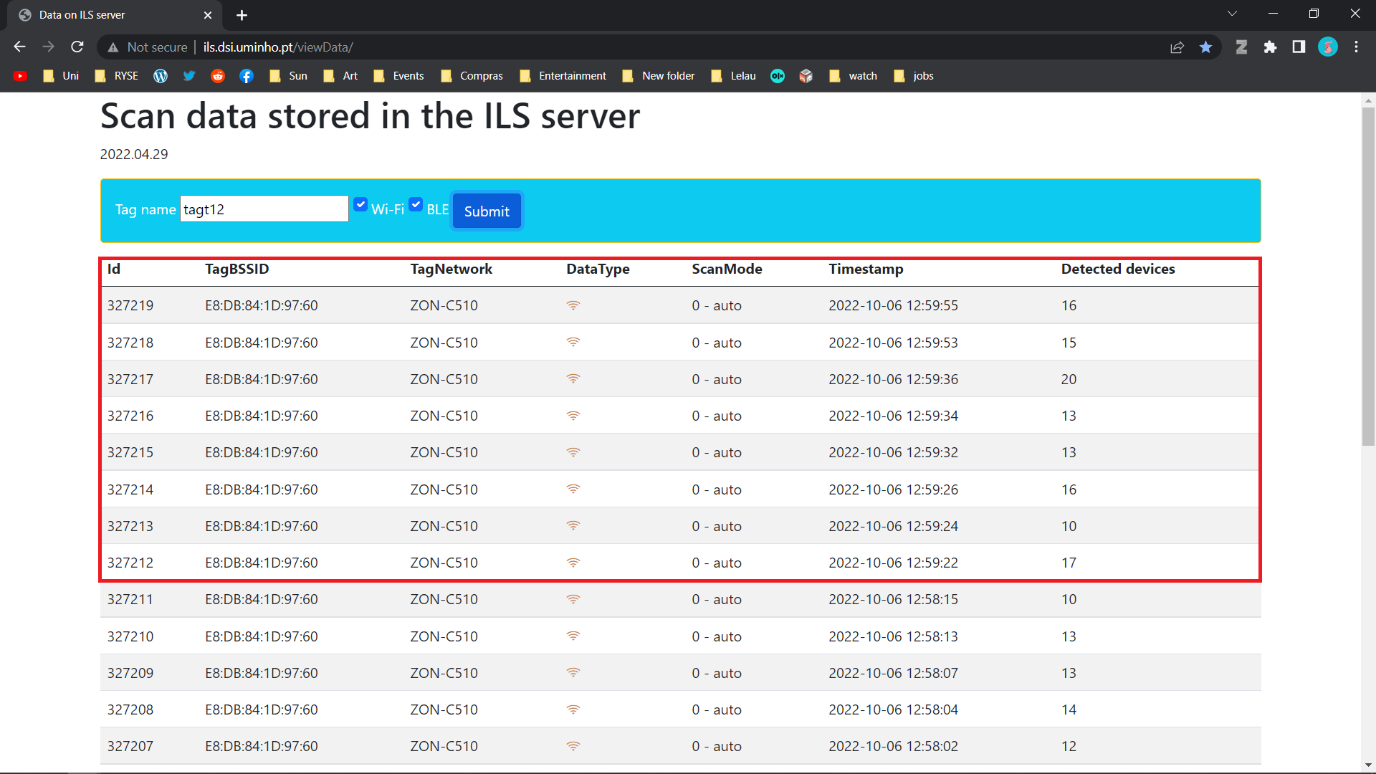 Data on ILS server
Not secure | ils.dsi.uminho.pt/viewData/
Uni RYSE Sun Art Events Compras Entertainment New folder Lelau OLX watch jobs
Scan data stored in the ILS server
2022.04.29
Tag name tagt12 Wi-Fi BLE Submit
Id TagBSSID TagNetwork DataType ScanMode Timestamp Detected devices
327219 E8:DB:84:1D:97:60 ZON-C510 0 - auto 2022-10-06 12:59:55 16
327218 E8:DB:84:1D:97:60 ZON-C510 0 - auto 2022-10-06 12:59:53 15
327217 E8:DB:84:1D:97:60 ZON-C510 0 - auto 2022-10-06 12:59:36 20
327216 E8:DB:84:1D:97:60 ZON-C510 0 - auto 2022-10-06 12:59:34 13
327215 E8:DB:84:1D:97:60 ZON-C510 0 - auto 2022-10-06 12:59:32 13
327214 E8:DB:84:1D:97:60 ZON-C510 0 - auto 2022-10-06 12:59:26 16
327213 E8:DB:84:1D:97:60 ZON-C510 0 - auto 2022-10-06 12:59:24 10
327212 E8:DB:84:1D:97:60 ZON-C510 0 - auto 2022-10-06 12:59:22 17
327211 E8:DB:84:1D:97:60 ZON-C510 0 - auto 2022-10-06 12:58:15 10
327210 E8:DB:84:1D:97:60 ZON-C510 0 - auto 2022-10-06 12:58:13 13
327209 E8:DB:84:1D:97:60 ZON-C510 0 - auto 2022-10-06 12:58:07 13
327208 E8:DB:84:1D:97:60 ZON-C510 0 - auto 2022-10-06 12:58:04 14
327207 E8:DB:84:1D:97:60 ZON-C510 0 - auto 2022-10-06 12:58:02 12